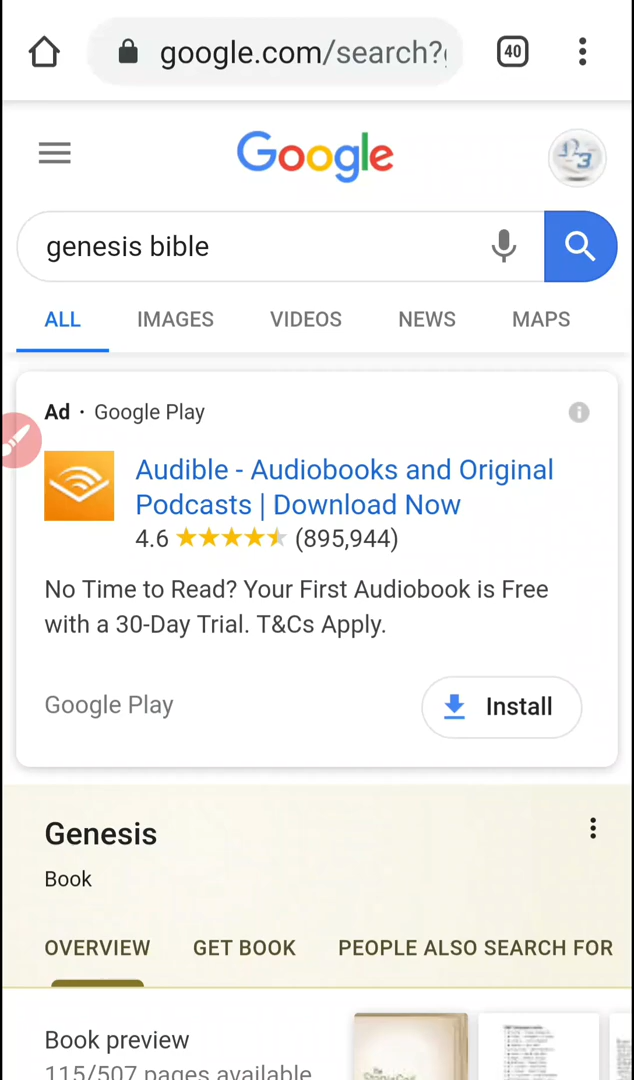 google.com/search?
40
Google
genesis bible
ALL IMAGES VIDEOS NEWS MAPS
Ad · Google Play
Audible - Audiobooks and Original
Podcasts | Download Now
4.6 (895,944)
No Time to Read? Your First Audiobook is Free
with a 30-Day Trial. T&Cs Apply.
Google Play
Install
Genesis
Book
OVERVIEW GET BOOK PEOPLE ALSO SEARCH FOR
Book preview
115/507 pages available